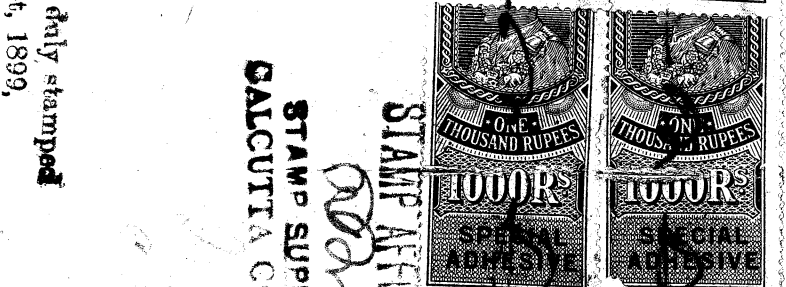 duly stamped
t, 1899,
CALCUTTA C
STAMP SUP
STAMP AFFI
ONE
THOUSAND RUPEES
1000Rs
SPECIAL
ADHESIVE
ONE
THOUSAND RUPEES
1000Rs
SPECIAL
ADHESIVE